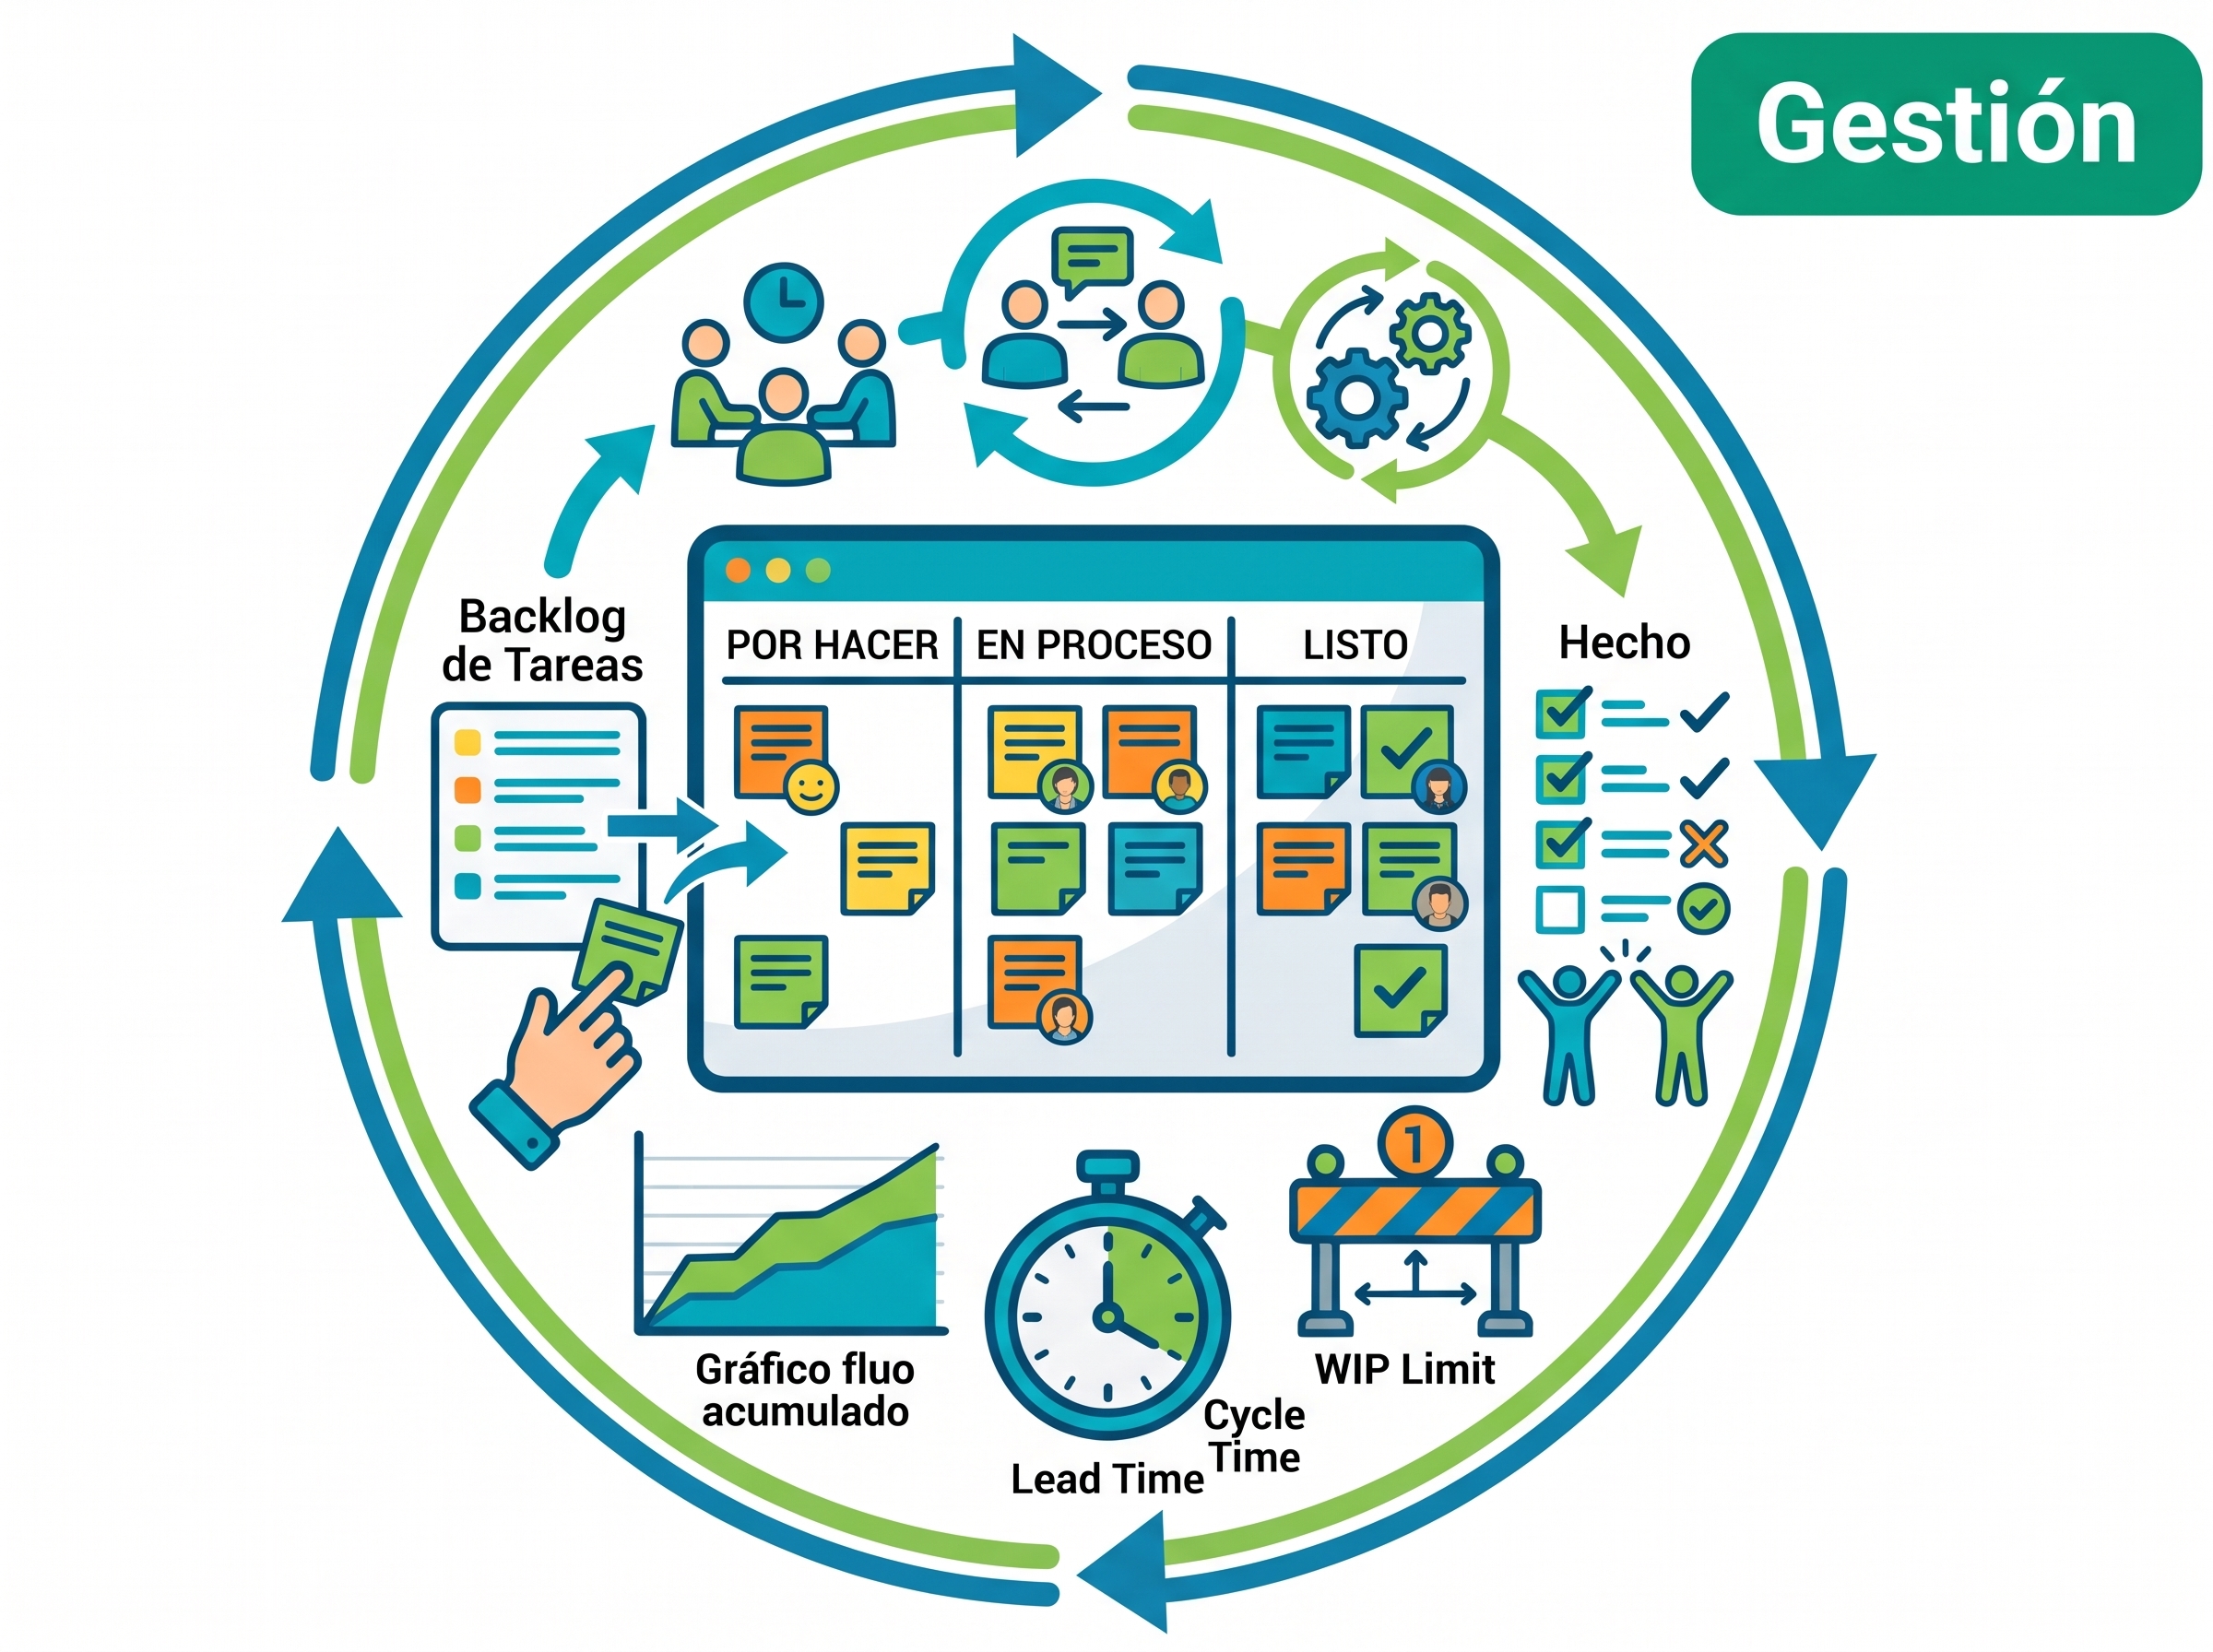 Gestión
Backlog
de Tareas
POR HACER
EN PROCESO
LISTO
Hecho
1
Gráfico fluo
acumulado
Lead Time
Cycle
Time
WIP Limit